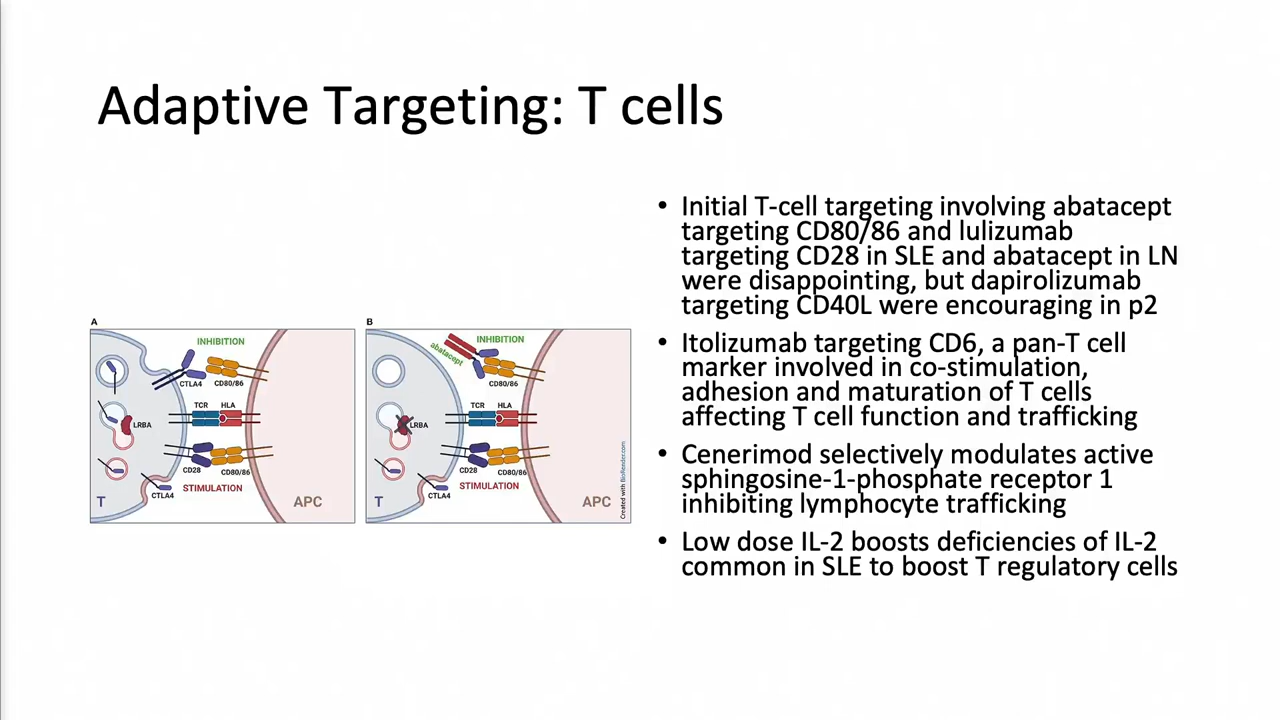 Adaptive Targeting: T cells
• Initial T-cell targeting involving abatacept
targeting CD80/86 and lulizumab
targeting CD28 in SLE and abatacept in LN
were disappointing, but dapirolizumab
targeting CD40L were encouraging in p2
• Itolizumab targeting CD6, a pan-T cell
marker involved in co-stimulation,
adhesion and maturation of T cells
affecting T cell function and trafficking
• Cenerimod selectively modulates active
sphingosine-1-phosphate receptor 1
inhibiting lymphocyte trafficking
• Low dose IL-2 boosts deficiencies of IL-2
common in SLE to boost T regulatory cells
A
INHIBITION
CTLA4
CD80/86
TCR
HLA
LRBA
CD28
CD80/86
CTLA4
STIMULATION
T
APC
B
abatacept
INHIBITION
CD80/86
TCR
HLA
LRBA
CD28
CD80/86
CTLA4
STIMULATION
T
APC
Created with BioRender.com